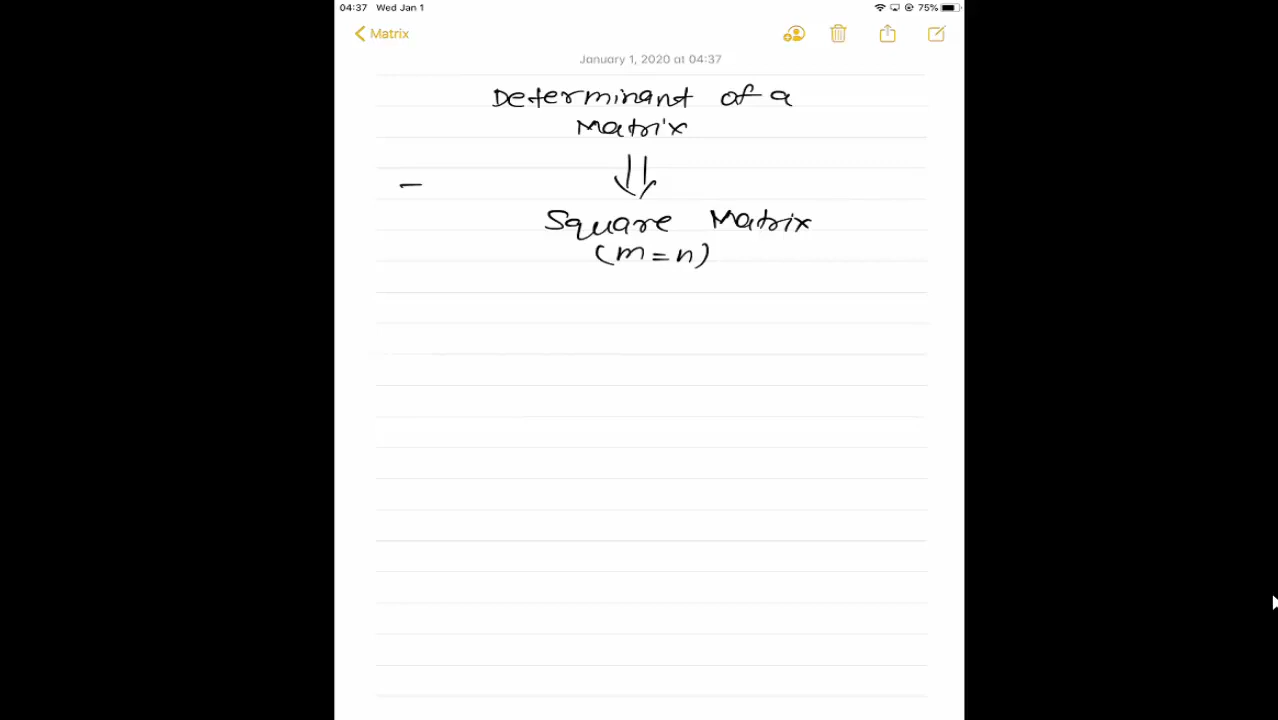 04:37 Wed Jan 1 75%
Matrix
January 1, 2020 at 04:37
Determinant of a
Matrix
Square Matrix
(m = n)